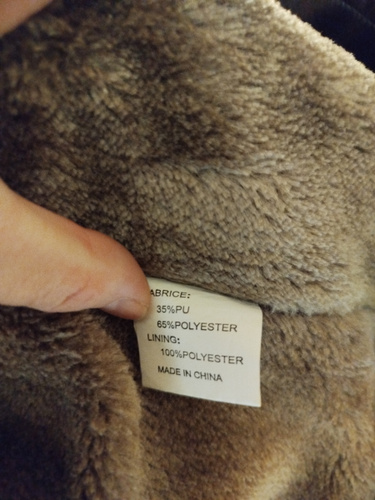 ABRICE:
35%PU
65%POLYESTER
LINING:
100%POLYESTER
MADE IN CHINA